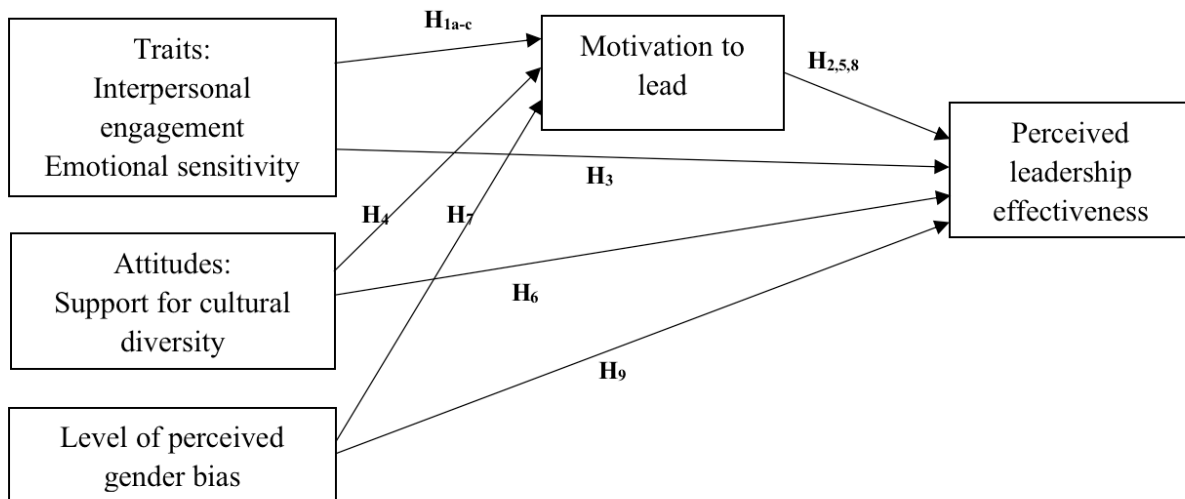 Traits:
Interpersonal
engagement
Emotional sensitivity
H1a-c
Motivation to
lead
H2,5,8
Perceived
leadership
effectiveness
H3
H4
H7
Attitudes:
Support for cultural
diversity
H6
H9
Level of perceived
gender bias